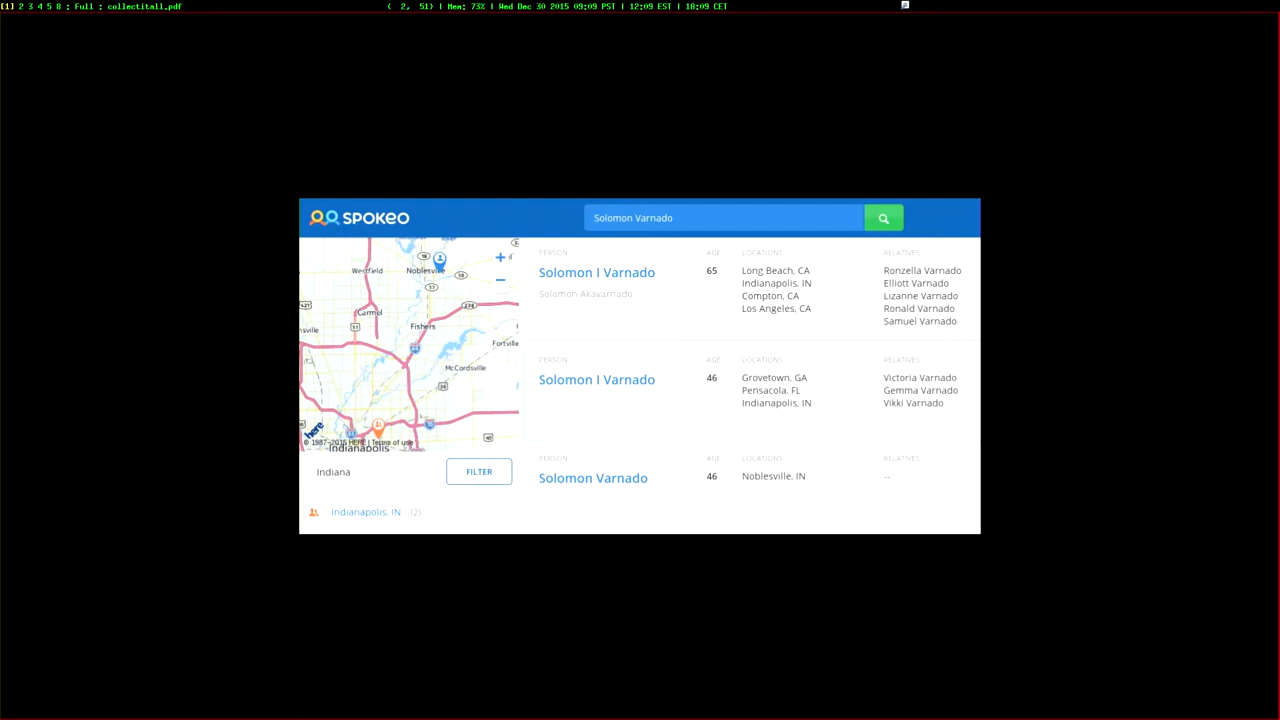 [1] 2 3 4 5 8 : Full : collectitall.pdf ( 2, 51) | Mem: 73% | Wed Dec 30 2015 09:09 PST | 12:09 EST | 18:09 CET
SPOKEO
Solomon Varnado
Westfield
Noblesville
Carmel
Fishers
Fortville
McCordsville
here
© 1987–2015 HERE | Terms of use
Indianapolis
Indiana
FILTER
Indianapolis, IN (2)
PERSON AGE LOCATIONS RELATIVES
Solomon I Varnado 65 Long Beach, CA Ronzella Varnado
Indianapolis, IN Elliott Varnado
Solomon Akavarnado Compton, CA Lizanne Varnado
Los Angeles, CA Ronald Varnado
Samuel Varnado
PERSON AGE LOCATIONS RELATIVES
Solomon I Varnado 46 Grovetown, GA Victoria Varnado
Pensacola, FL Gemma Varnado
Indianapolis, IN Vikki Varnado
PERSON AGE LOCATIONS RELATIVES
Solomon Varnado 46 Noblesville, IN --